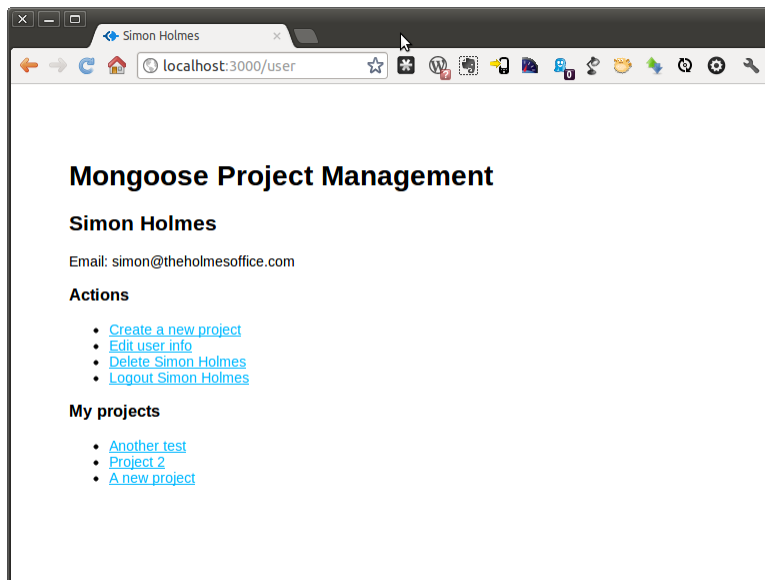 Simon Holmes
localhost:3000/user
0
Mongoose Project Management
Simon Holmes
Email: simon@theholmesoffice.com
Actions
Create a new project
Edit user info
Delete Simon Holmes
Logout Simon Holmes
My projects
Another test
Project 2
A new project